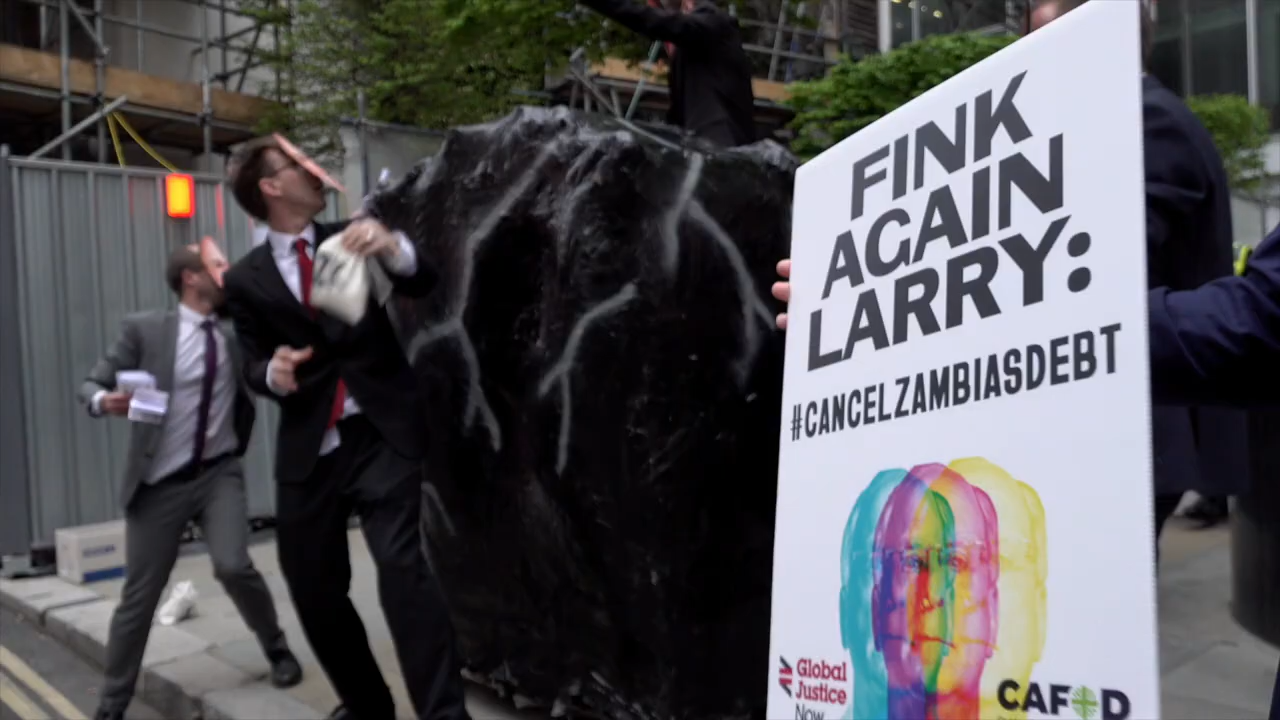 FINK
AGAIN
LARRY:
#CANCELZAMBIASDEBT
Global
Justice
Now
CAFOD